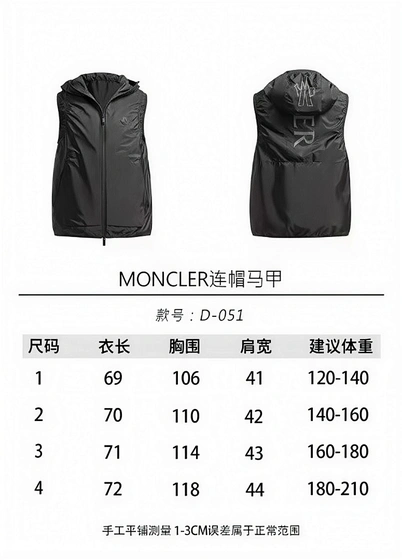 ER
MONCLER连帽马甲
款号：D-051
尺码 衣长 胸围 肩宽 建议体重
1 69 106 41 120-140
2 70 110 42 140-160
3 71 114 43 160-180
4 72 118 44 180-210
手工平铺测量 1-3CM误差属于正常范围